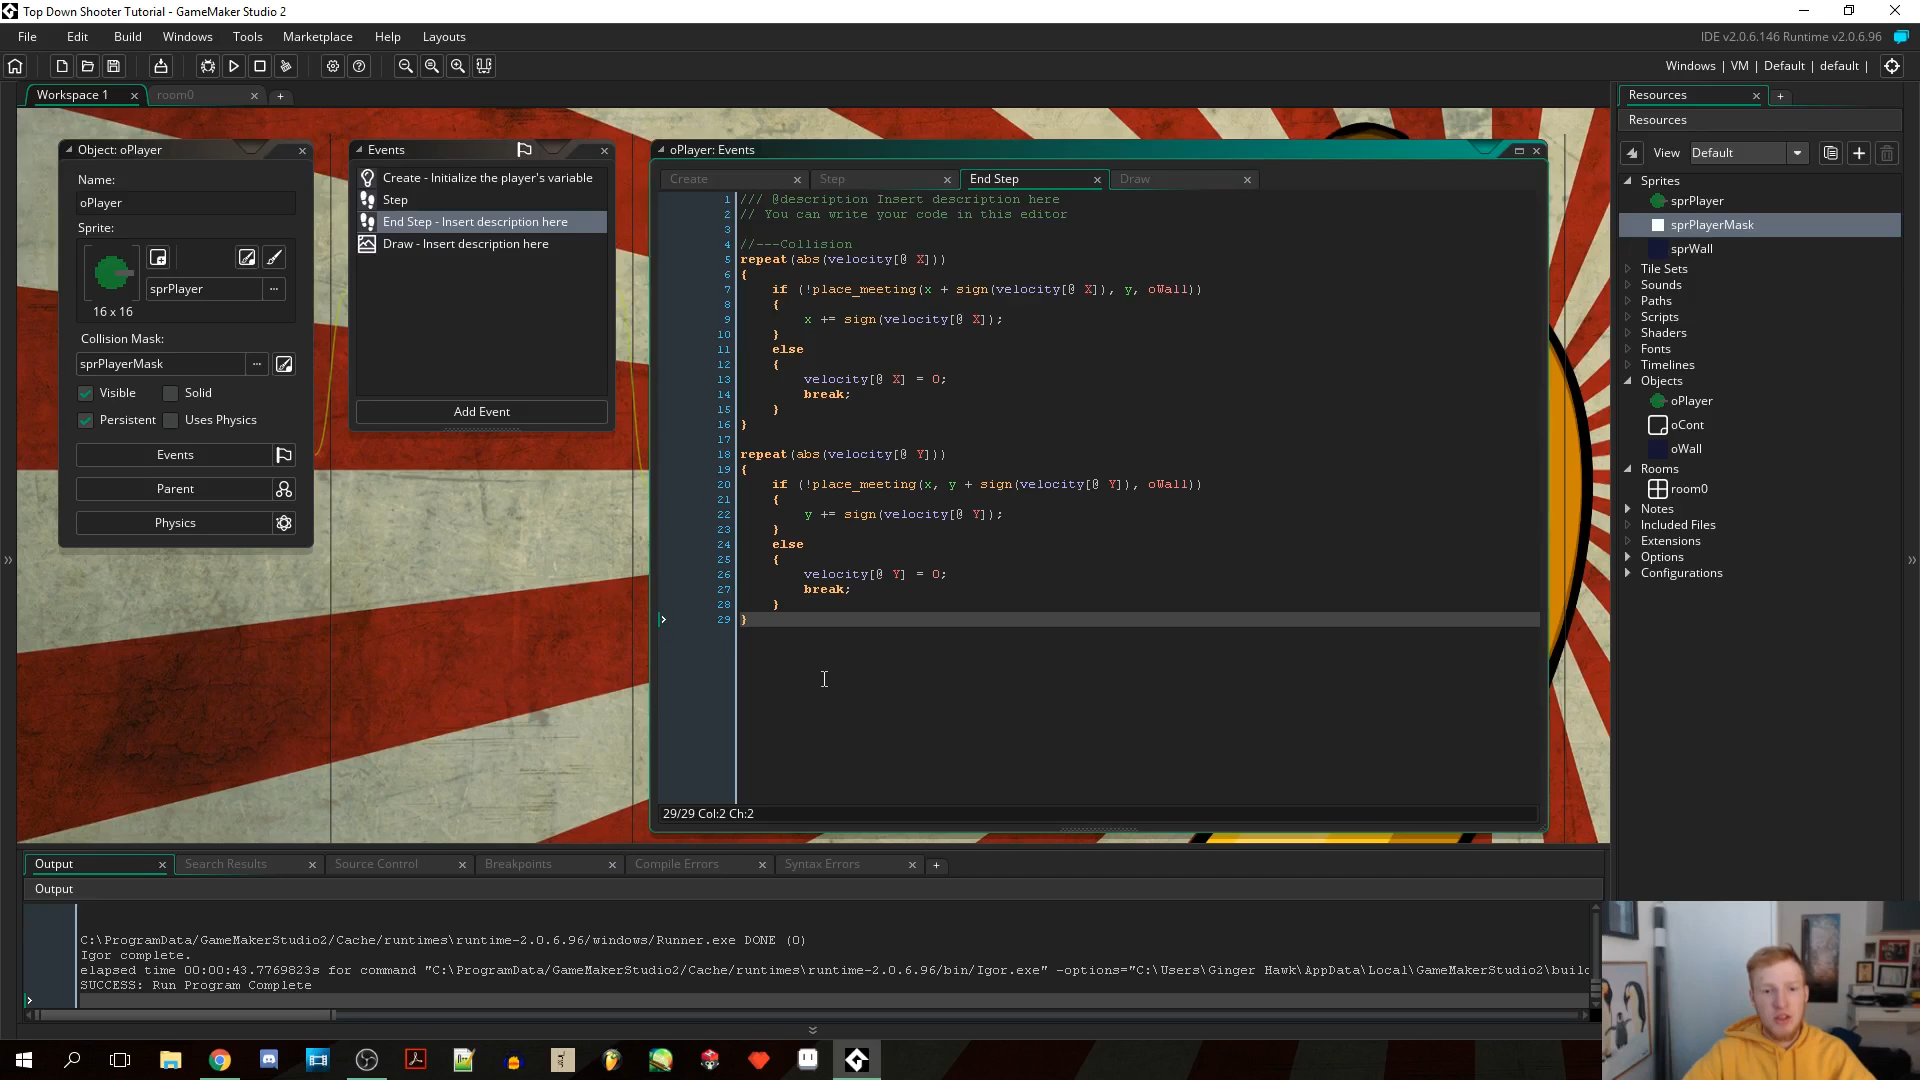 Top Down Shooter Tutorial - GameMaker Studio 2
File Edit Build Windows Tools Marketplace Help Layouts
IDE v2.0.6.146 Runtime v2.0.6.96
Windows | VM | Default | default |
Workspace 1
room0
Object: oPlayer
Name:
oPlayer
Sprite:
sprPlayer
16 x 16
Collision Mask:
sprPlayerMask
Visible
Solid
Persistent
Uses Physics
Events
Parent
Physics
Events
Create - Initialize the player's variable
Step
End Step - Insert description here
Draw - Insert description here
Add Event
oPlayer: Events
Create
Step
End Step
Draw
1 /// @description Insert description here
2 // You can write your code in this editor
3
4 //---Collision
5 repeat(abs(velocity[@ X]))
6 {
7 if (!place_meeting(x + sign(velocity[@ X]), y, oWall))
8 {
9 x += sign(velocity[@ X]);
10 }
11 else
12 {
13 velocity[@ X] = 0;
14 break;
15 }
16 }
17
18 repeat(abs(velocity[@ Y]))
19 {
20 if (!place_meeting(x, y + sign(velocity[@ Y]), oWall))
21 {
22 y += sign(velocity[@ Y]);
23 }
24 else
25 {
26 velocity[@ Y] = 0;
27 break;
28 }
29 }
29/29 Col:2 Ch:2
Resources
Resources
View Default
Sprites
sprPlayer
sprPlayerMask
sprWall
Tile Sets
Sounds
Paths
Scripts
Shaders
Fonts
Timelines
Objects
oPlayer
oCont
oWall
Rooms
room0
Notes
Included Files
Extensions
Options
Configurations
Output
Search Results
Source Control
Breakpoints
Compile Errors
Syntax Errors
Output
C:\ProgramData/GameMakerStudio2/Cache/runtimes\runtime-2.0.6.96/windows/Runner.exe DONE (0)
Igor complete.
elapsed time 00:00:43.7769823s for command "C:\ProgramData/GameMakerStudio2/Cache/runtimes\runtime-2.0.6.96/bin/Igor.exe" -options="C:\Users\Ginger Hawk\AppData\Local\GameMakerStudio2\build
SUCCESS: Run Program Complete